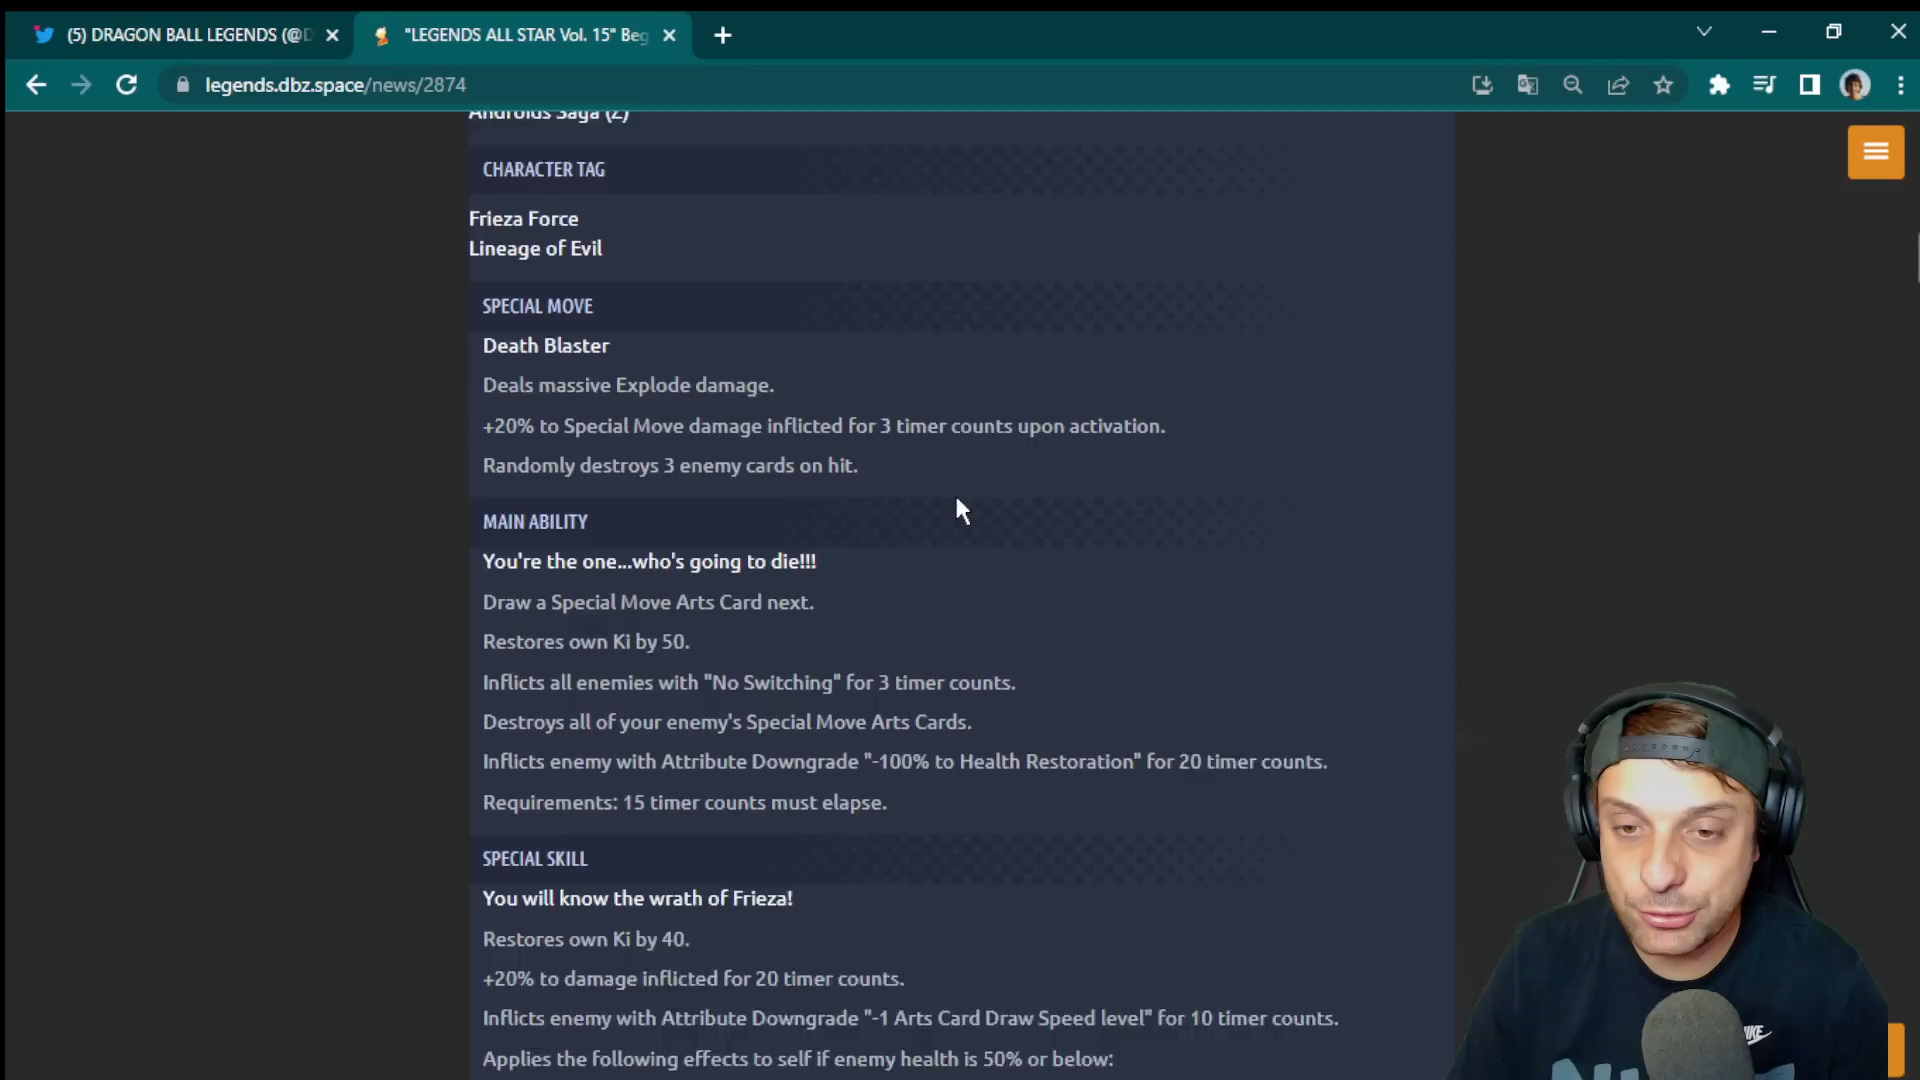 (5) DRAGON BALL LEGENDS (@D
"LEGENDS ALL STAR Vol. 15" Beg
legends.dbz.space/news/2874
Androids Saga (Z)
CHARACTER TAG
Frieza Force
Lineage of Evil
SPECIAL MOVE
Death Blaster
Deals massive Explode damage.
+20% to Special Move damage inflicted for 3 timer counts upon activation.
Randomly destroys 3 enemy cards on hit.
MAIN ABILITY
You're the one...who's going to die!!!
Draw a Special Move Arts Card next.
Restores own Ki by 50.
Inflicts all enemies with "No Switching" for 3 timer counts.
Destroys all of your enemy's Special Move Arts Cards.
Inflicts enemy with Attribute Downgrade "-100% to Health Restoration" for 20 timer counts.
Requirements: 15 timer counts must elapse.
SPECIAL SKILL
You will know the wrath of Frieza!
Restores own Ki by 40.
+20% to damage inflicted for 20 timer counts.
Inflicts enemy with Attribute Downgrade "-1 Arts Card Draw Speed level" for 10 timer counts.
Applies the following effects to self if enemy health is 50% or below:
NIKE